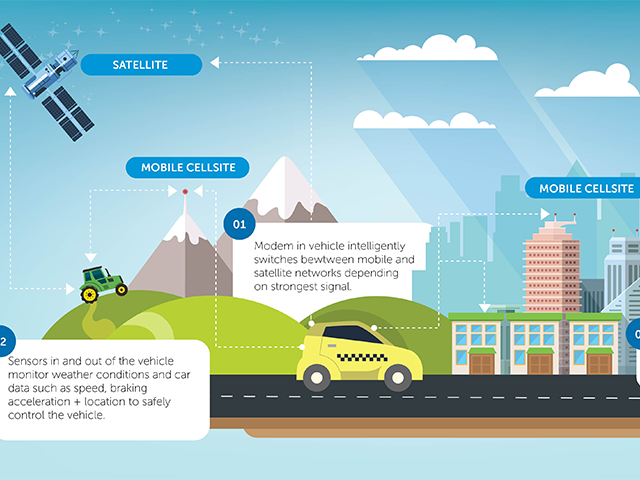 SATELLITE
MOBILE CELLSITE
MOBILE CELLSITE
01
Modem in vehicle intelligently
switches bewtween mobile and
satellite networks depending
on strongest signal.
2
Sensors in and out of the vehicle
monitor weather conditions and car
data such as speed, braking
acceleration + location to safely
control the vehicle.
0